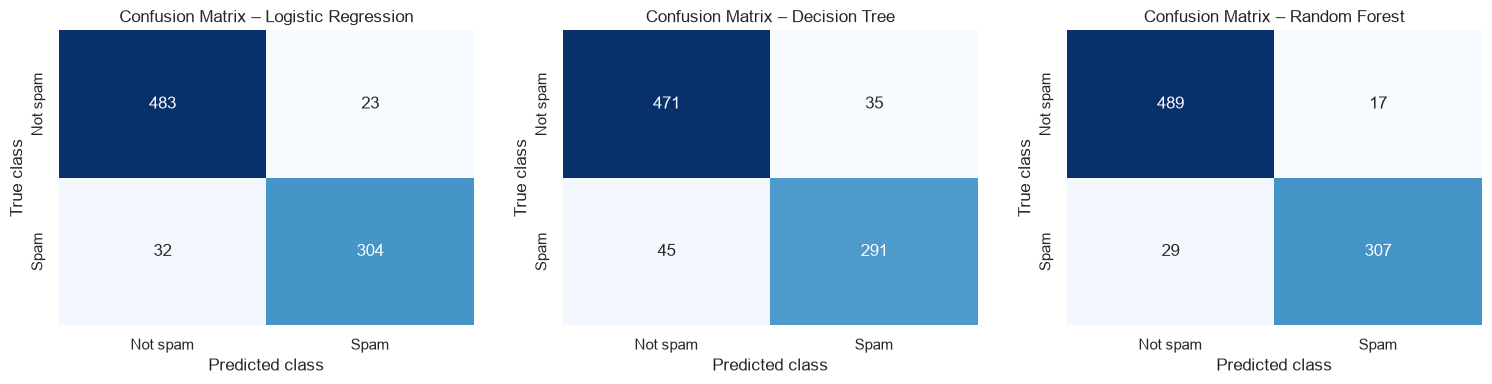 Confusion Matrix – Logistic Regression
True class
Not spam
Spam
483
23
32
304
Not spam
Spam
Predicted class
Confusion Matrix – Decision Tree
True class
Not spam
Spam
471
35
45
291
Not spam
Spam
Predicted class
Confusion Matrix – Random Forest
True class
Not spam
Spam
489
17
29
307
Not spam
Spam
Predicted class